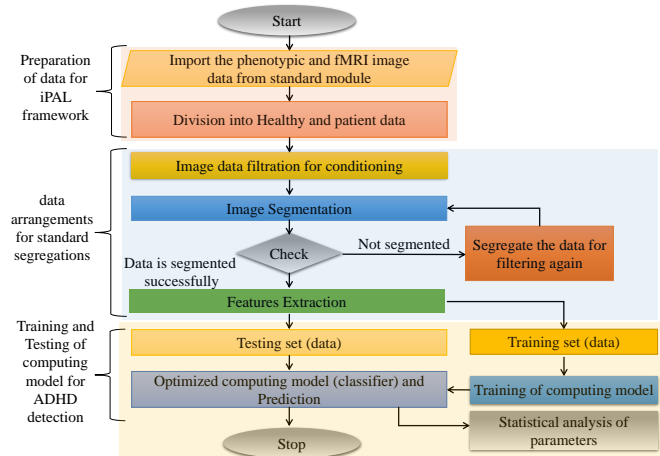 Start
Preparation
of data for
iPAL
framework
Import the phenotypic and fMRI image
data from standard module
Division into Healthy and patient data
data
arrangements
for standard
segregations
Image data filtration for conditioning
Image Segmentation
Check
Not segmented
Segregate the data for
filtering again
Data is segmented
successfully
Features Extraction
Training and
Testing of
computing
model for
ADHD
detection
Testing set (data)
Training set (data)
Optimized computing model (classifier) and
Prediction
Training of computing model
Statistical analysis of
parameters
Stop